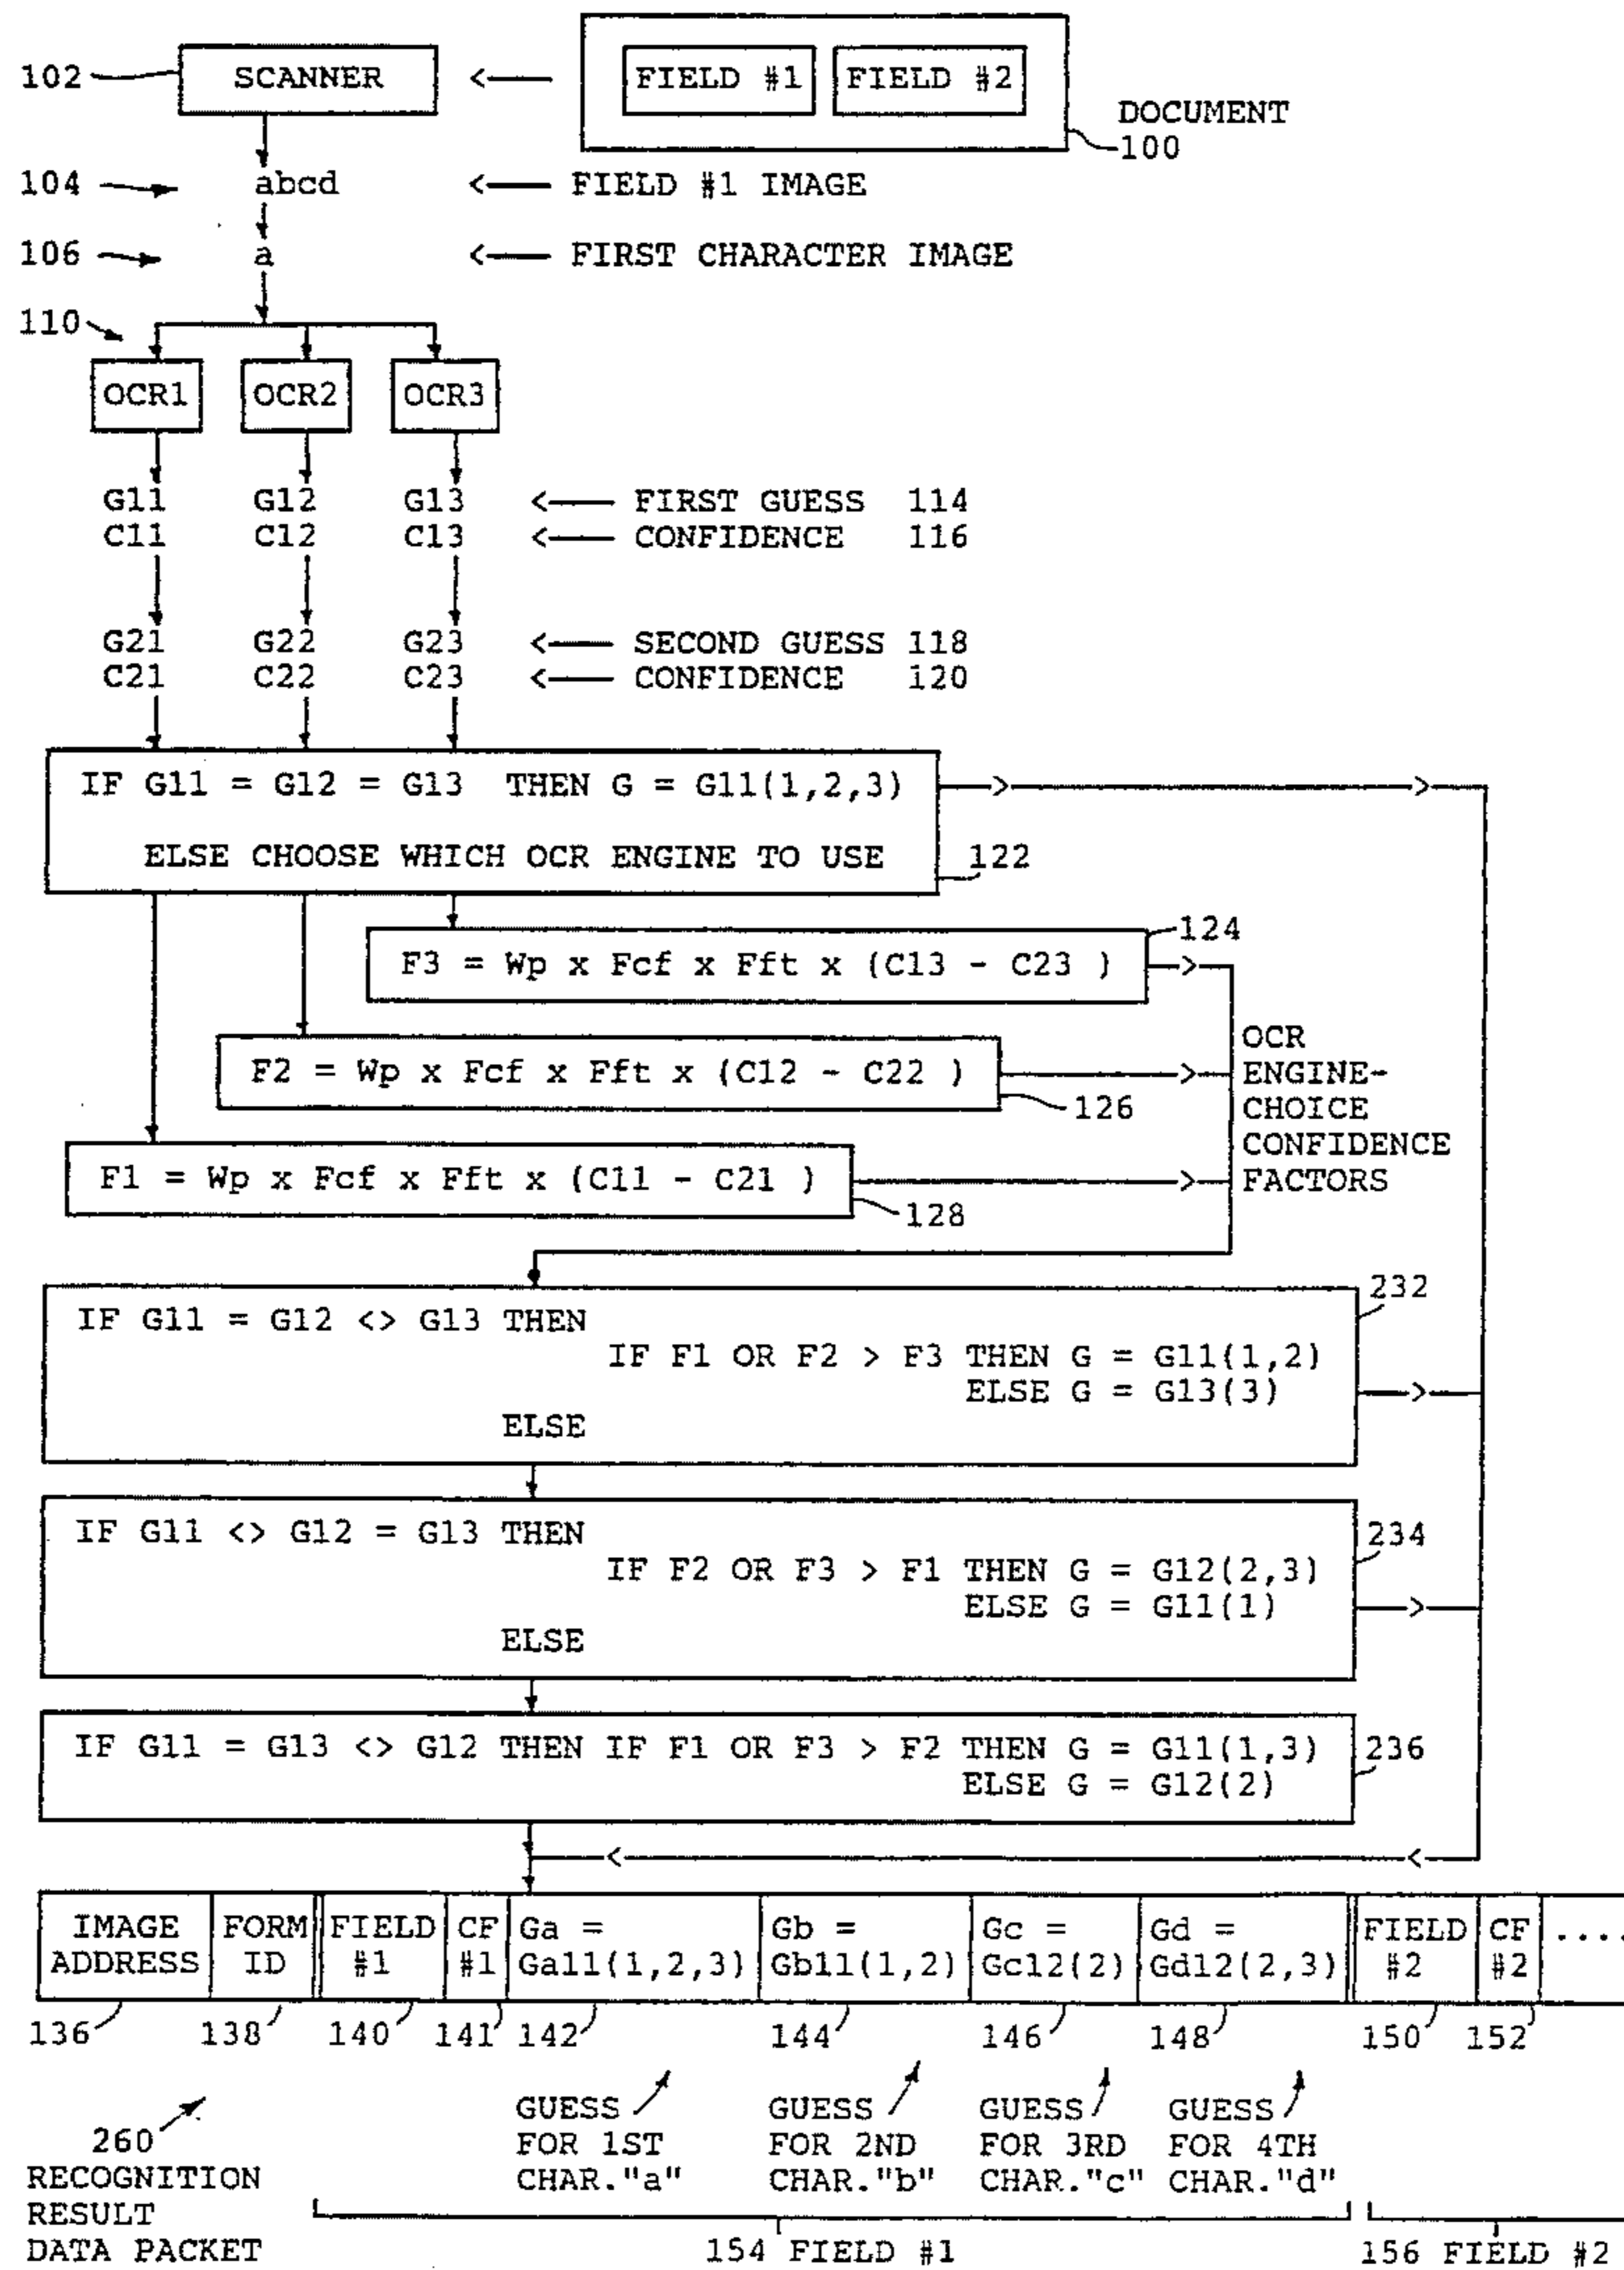 102 SCANNER <— FIELD #1 FIELD #2
DOCUMENT
100
104 abcd <— FIELD #1 IMAGE
106 a <— FIRST CHARACTER IMAGE
110
OCR1 OCR2 OCR3
G11 G12 G13 <— FIRST GUESS 114
C11 C12 C13 <— CONFIDENCE 116
G21 G22 G23 <— SECOND GUESS 118
C21 C22 C23 <— CONFIDENCE 120
IF G11 = G12 = G13 THEN G = G11(1,2,3)
ELSE CHOOSE WHICH OCR ENGINE TO USE 122
124
F3 = Wp x Fcf x Fft x (C13 - C23 )
F2 = Wp x Fcf x Fft x (C12 - C22 )
126
F1 = Wp x Fcf x Fft x (C11 - C21 )
128
OCR
ENGINE-
CHOICE
CONFIDENCE
FACTORS
232
IF G11 = G12 <> G13 THEN
IF F1 OR F2 > F3 THEN G = G11(1,2)
ELSE G = G13(3)
ELSE
IF G11 <> G12 = G13 THEN 234
IF F2 OR F3 > F1 THEN G = G12(2,3)
ELSE G = G11(1)
ELSE
IF G11 = G13 <> G12 THEN IF F1 OR F3 > F2 THEN G = G11(1,3) 236
ELSE G = G12(2)
IMAGE FORM FIELD CF Ga = Gb = Gc = Gd = FIELD CF ....
ADDRESS ID #1 #1 Ga11(1,2,3) Gb11(1,2) Gc12(2) Gd12(2,3) #2 #2
136 138 140 141 142 144 146 148 150 152
GUESS GUESS GUESS GUESS
FOR 1ST FOR 2ND FOR 3RD FOR 4TH
CHAR."a" CHAR."b" CHAR."c" CHAR."d"
260
RECOGNITION
RESULT
DATA PACKET
154 FIELD #1 156 FIELD #2